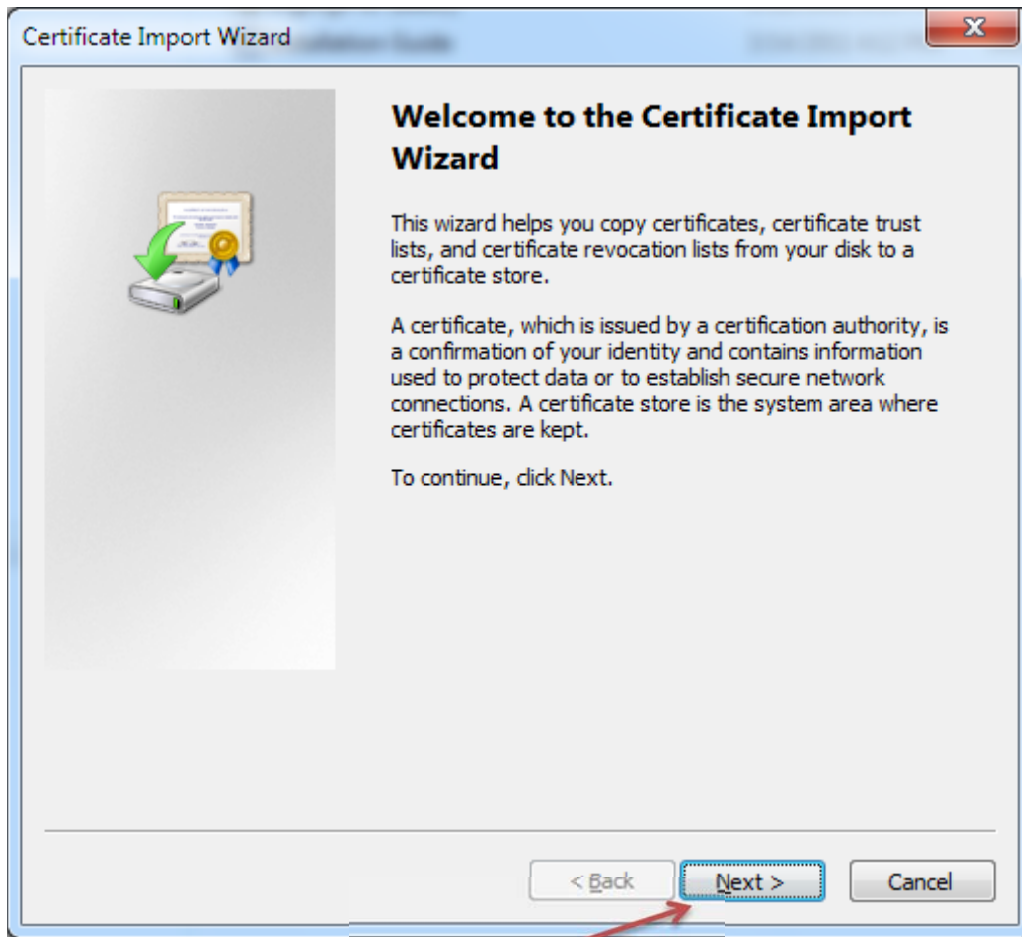 Certificate Import Wizard
Welcome to the Certificate Import
Wizard
This wizard helps you copy certificates, certificate trust
lists, and certificate revocation lists from your disk to a
certificate store.
A certificate, which is issued by a certification authority, is
a confirmation of your identity and contains information
used to protect data or to establish secure network
connections. A certificate store is the system area where
certificates are kept.
To continue, click Next.
< Back Next > Cancel